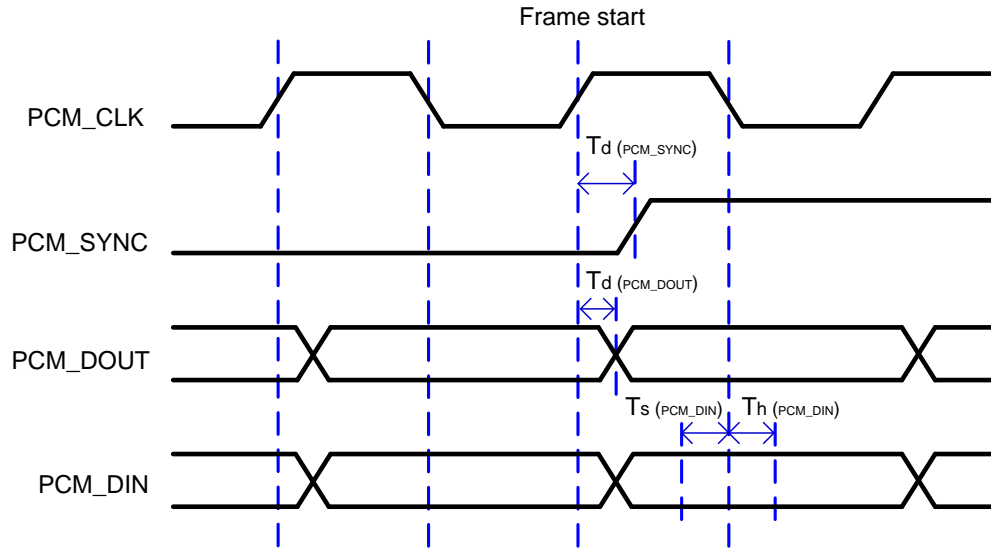 Frame start
PCM_CLK
Td (PCM_SYNC)
PCM_SYNC
Td (PCM_DOUT)
PCM_DOUT
Ts (PCM_DIN) Th (PCM_DIN)
PCM_DIN